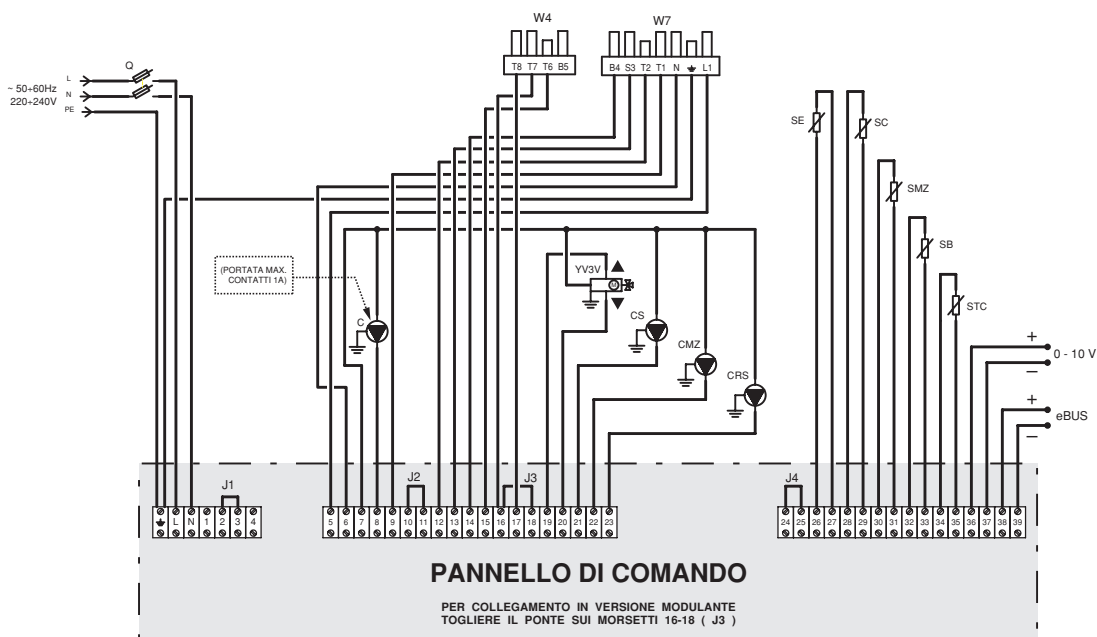 W4
W7
T8 T7 T6 B5
B4 S3 T2 T1 N L1
Q
L
N
PE
~ 50÷60Hz
220÷240V
SE
SC
SMZ
SB
STC
(PORTATA MAX.
CONTATTI 1A)
C
YV3V
M
CS
CMZ
CRS
+
0 - 10 V
–
+
eBUS
–
J1
J2
J3
J4
L N 1 2 3 4
5 6 7 8 9 10 11 12 13 14 15 16 17 18 19 20 21 22 23
24 25 26 27 28 29 30 31 32 33 34 35 36 37 38 39
PANNELLO DI COMANDO
PER COLLEGAMENTO IN VERSIONE MODULANTE
TOGLIERE IL PONTE SUI MORSETTI 16-18 ( J3 )